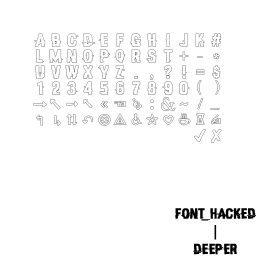 A B C D E F G H I J K #
L M N O P Q R S T + - *
U V W X Y Z . , ? ! = $
1 2 3 4 5 6 7 8 9 0 ( )
→ ↖ → ↖ « : & ~ / _
✓ X
FONT_HACKED
|
DEEPER